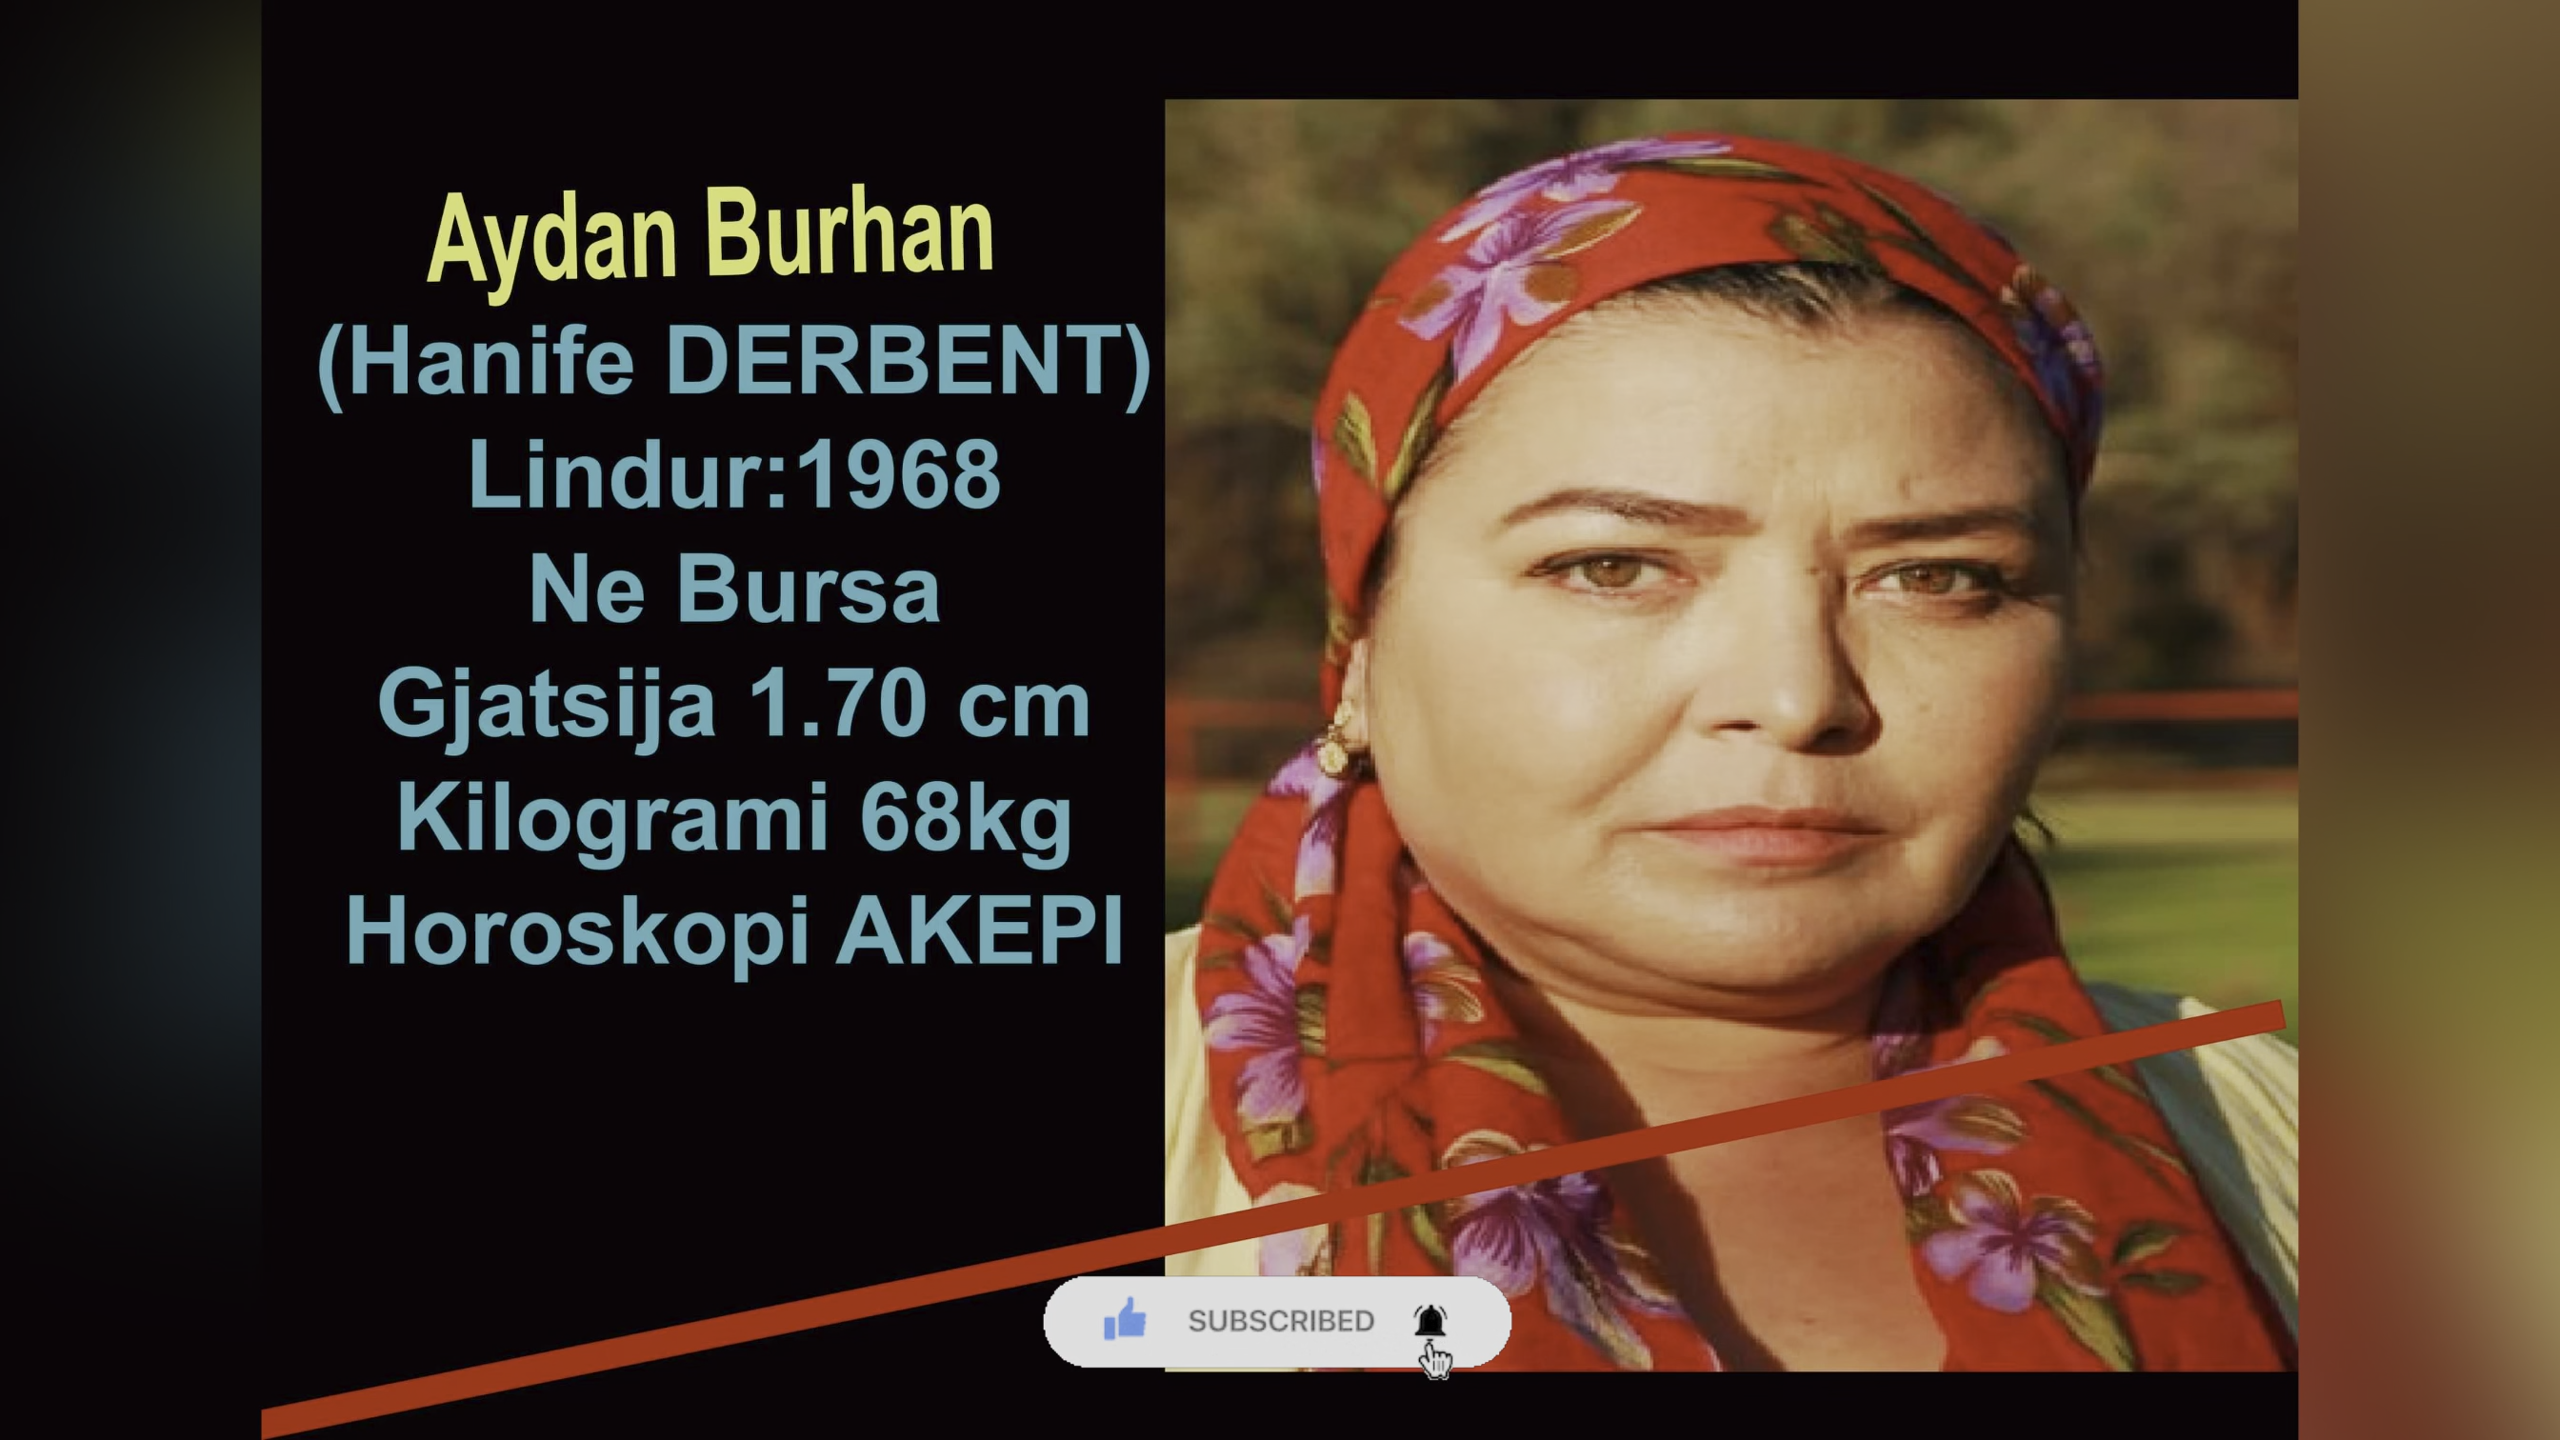 Aydan Burhan
(Hanife DERBENT)
Lindur:1968
Ne Bursa
Gjatsija 1.70 cm
Kilogrami 68kg
Horoskopi AKEPI
SUBSCRIBED